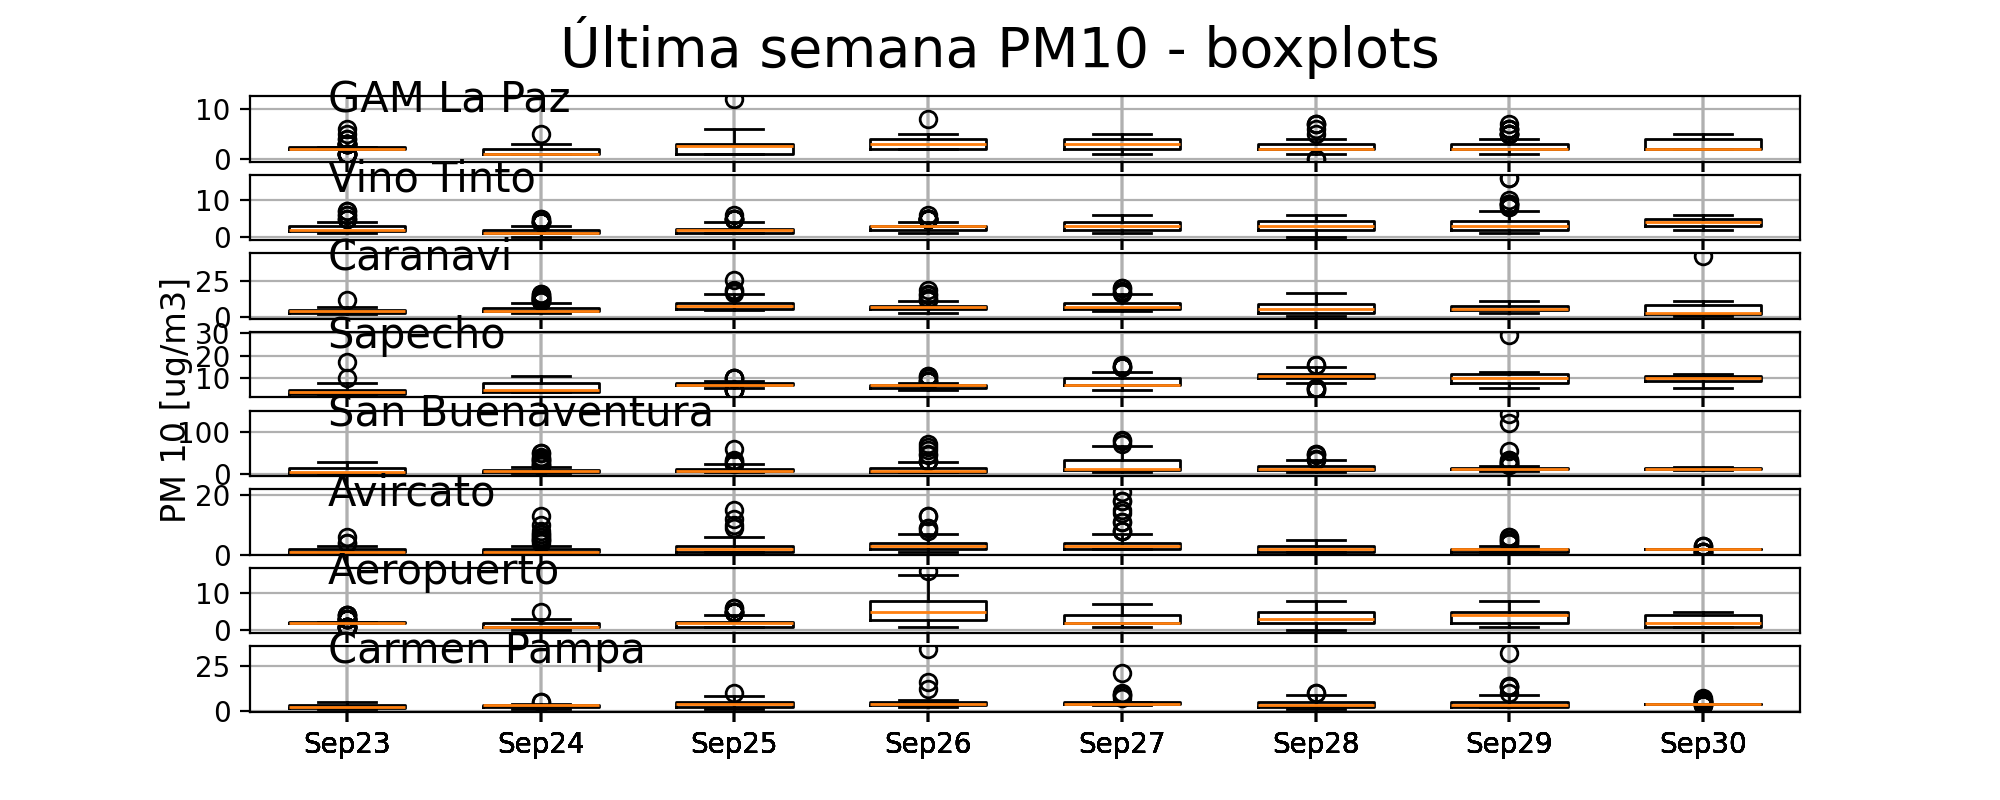 Última semana PM10 - boxplots
GAM La Paz
10
0
Vino Tinto
10
0
Caranavi
25
0
Sapecho
30
20
10
San Buenaventura
100
0
Avircato
20
0
Aeropuerto
10
0
Carmen Pampa
25
0
PM 10 [ug/m3]
Sep23 Sep24 Sep25 Sep26 Sep27 Sep28 Sep29 Sep30